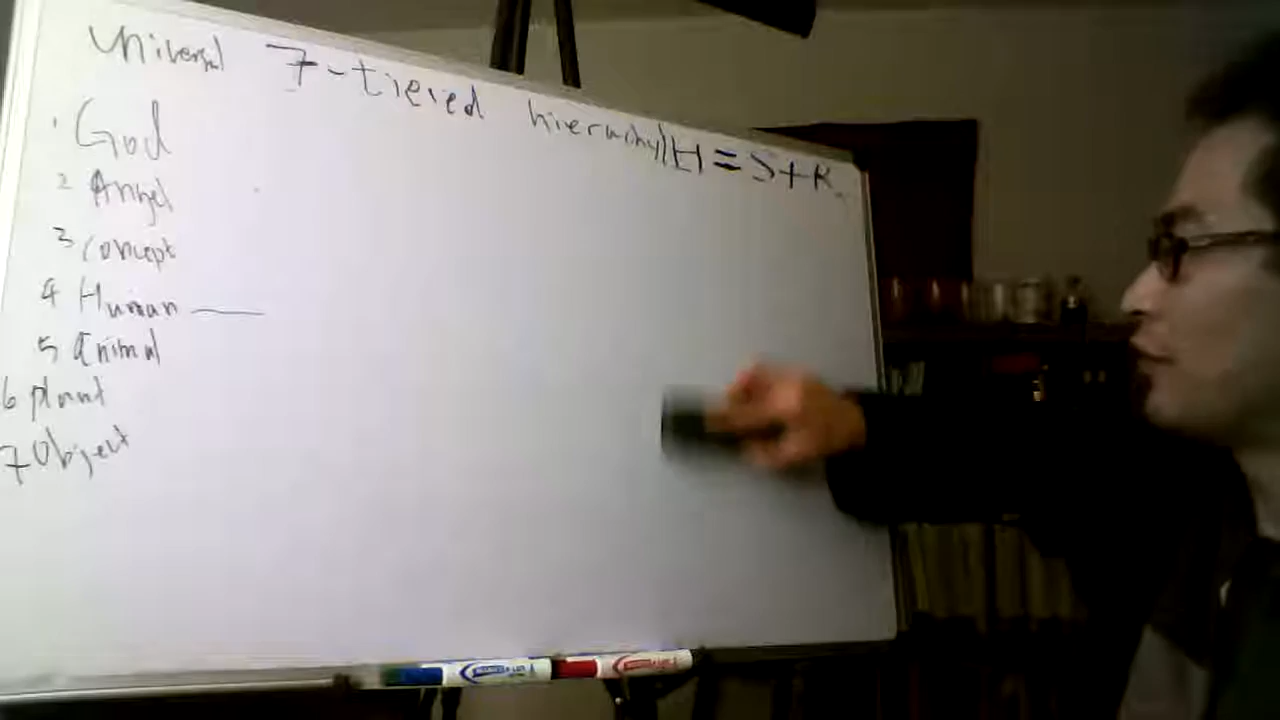 Universal 7-tiered hierarchy H = S+R
1 God
2 Angel
3 Concept
4 Human
5 Animal
6 Plant
7 Object